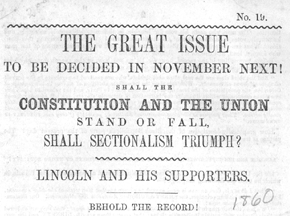 No. 19.
THE GREAT ISSUE
TO BE DECIDED IN NOVEMBER NEXT!
SHALL THE
CONSTITUTION AND THE UNION
STAND OR FALL,
SHALL SECTIONALISM TRIUMPH?
LINCOLN AND HIS SUPPORTERS.
1860
BEHOLD THE RECORD!